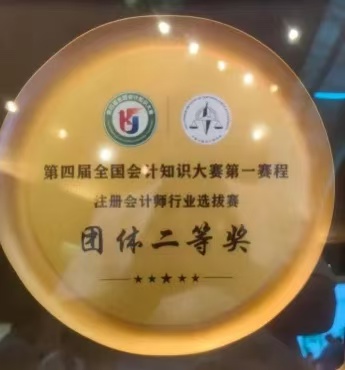 第四届全国会计知识大赛第一赛程
注册会计师行业选拔赛
团体二等奖